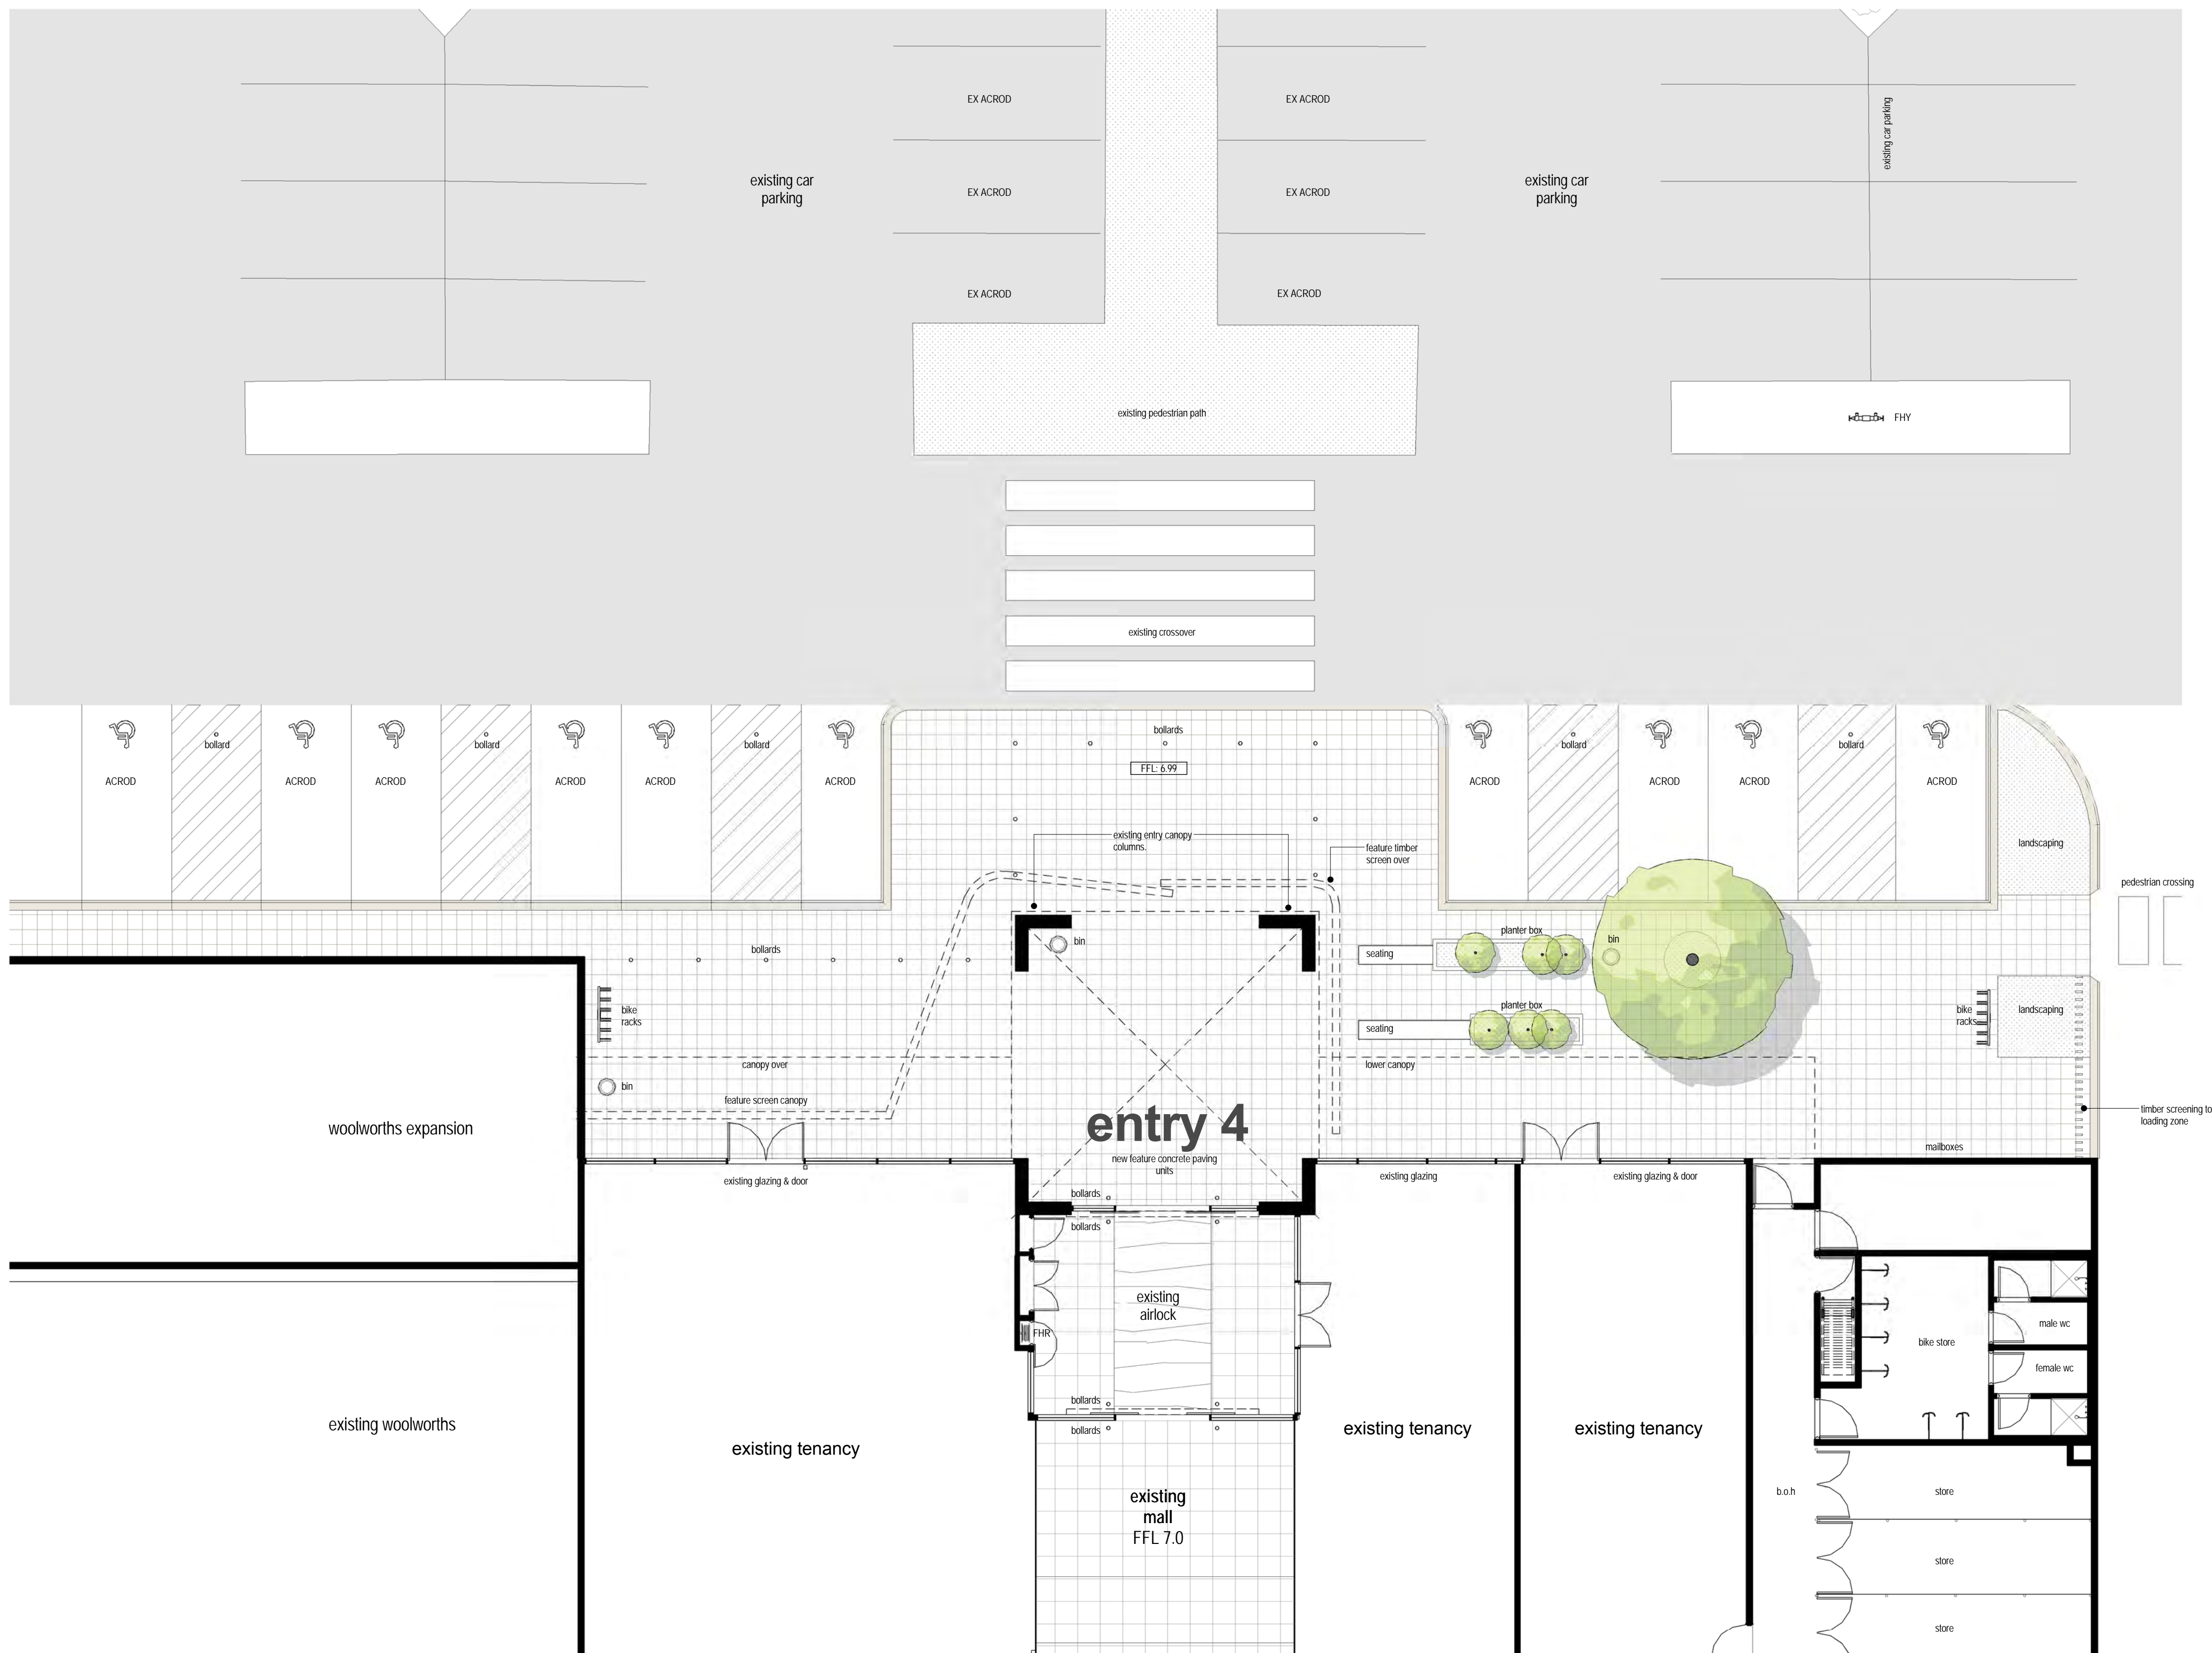 EX ACROD
EX ACROD
existing car parking
existing car
parking
EX ACROD
EX ACROD
existing car
parking
EX ACROD
EX ACROD
existing pedestrian path
FHY
existing crossover
bollards
bollard
bollard
bollard
bollard
bollard
FFL: 6.99
ACROD
ACROD
ACROD
ACROD
ACROD
ACROD
ACROD
ACROD
ACROD
ACROD
existing entry canopy
columns.
feature timber
screen over
landscaping
pedestrian crossing
bollards
bin
seating
planter box
bin
bike
racks
seating
planter box
bike
racks
landscaping
canopy over
lower canopy
bin
feature screen canopy
entry 4
timber screening to
loading zone
woolworths expansion
mailboxes
new feature concrete paving
units
existing glazing & door
existing glazing
existing glazing & door
bollards
bollards
existing
airlock
FHR
male wc
bike store
female wc
bollards
bollards
existing woolworths
existing tenancy
existing tenancy
existing tenancy
existing
mall
FFL 7.0
b.o.h
store
store
store